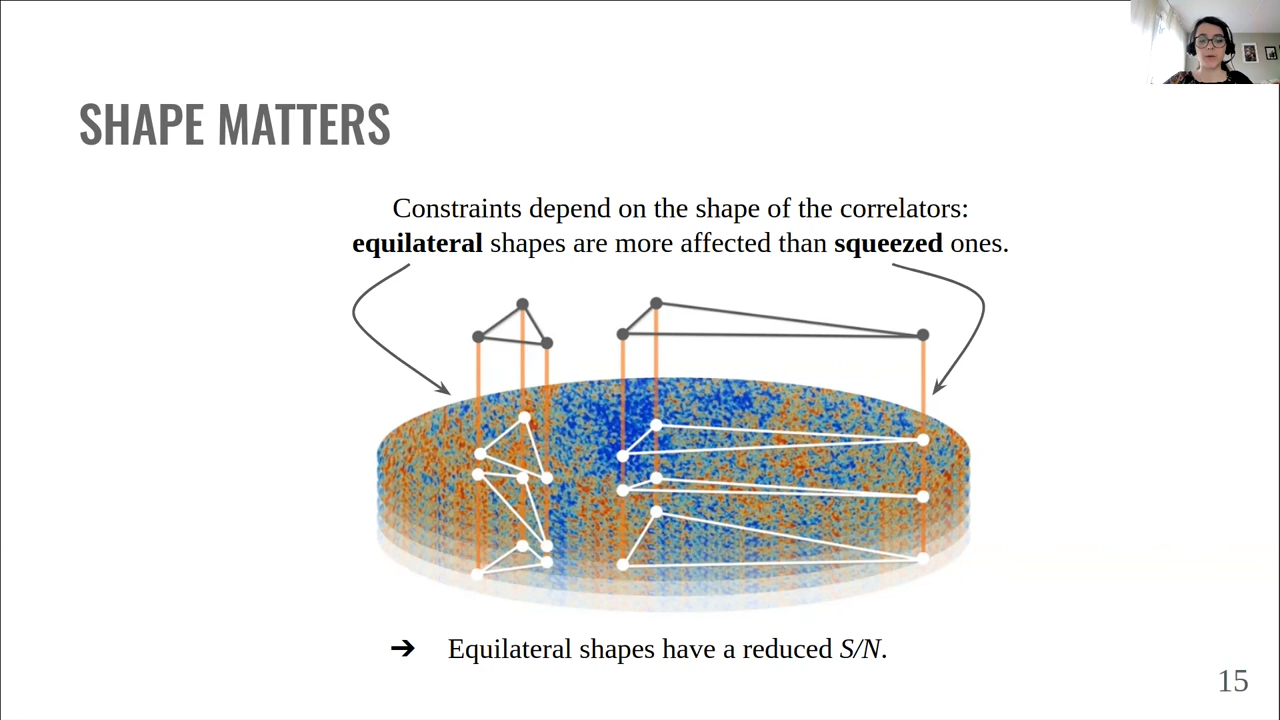 SHAPE MATTERS
Constraints depend on the shape of the correlators:
equilateral shapes are more affected than squeezed ones.
➔ Equilateral shapes have a reduced S/N.
15